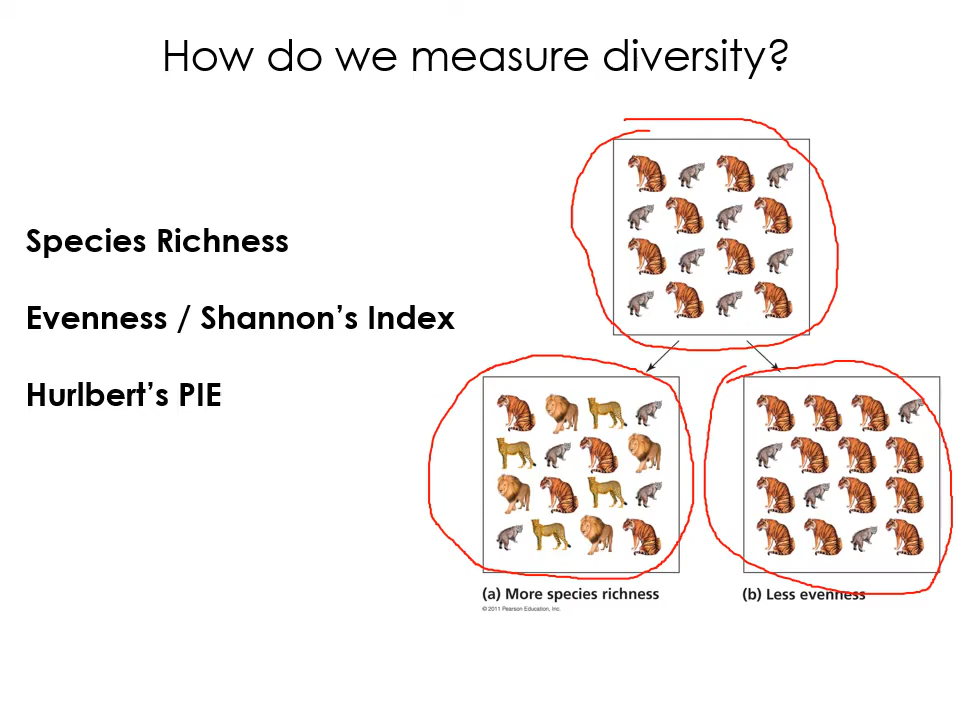 How do we measure diversity?
Species Richness
Evenness / Shannon's Index
Hurlbert's PIE
(a) More species richness
© 2011 Pearson Education, Inc.
(b) Less evenness